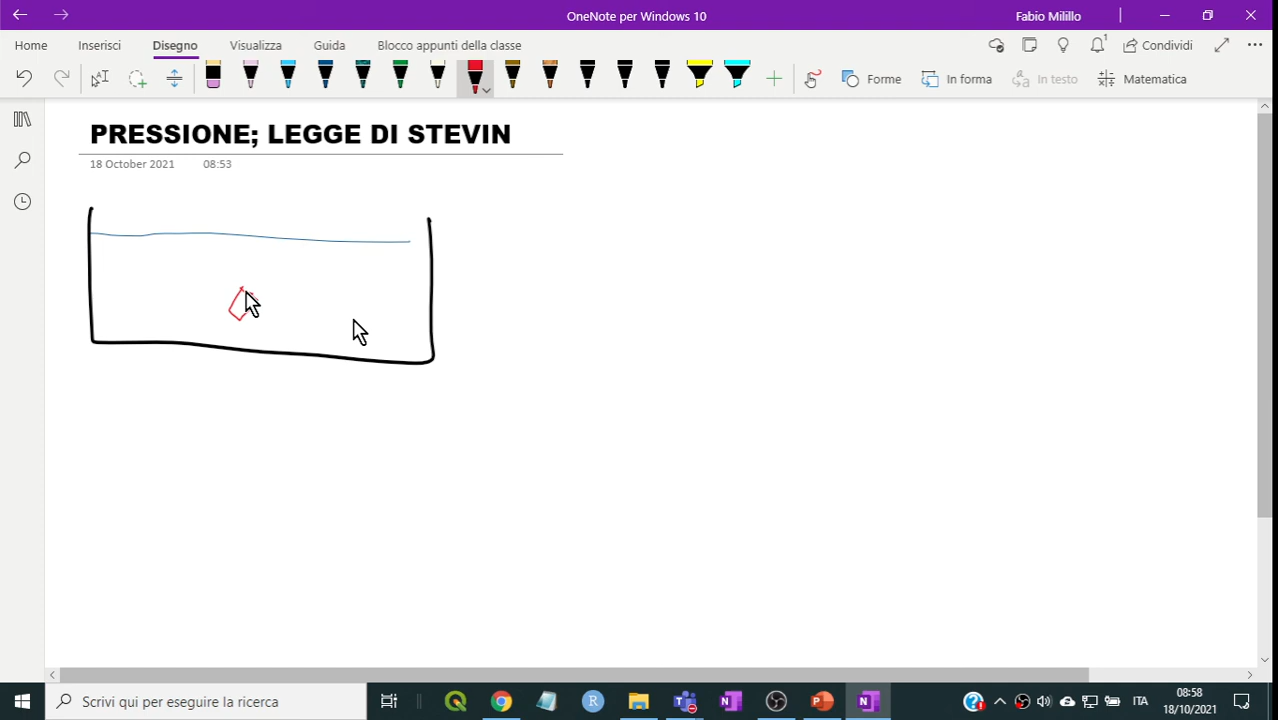 OneNote per Windows 10
Fabio Milillo
Home Inserisci Disegno Visualizza Guida Blocco appunti della classe
Condividi
Forme In forma In testo Matematica
PRESSIONE; LEGGE DI STEVIN
18 October 2021 08:53
Scrivi qui per eseguire la ricerca
ITA
08:58
18/10/2021